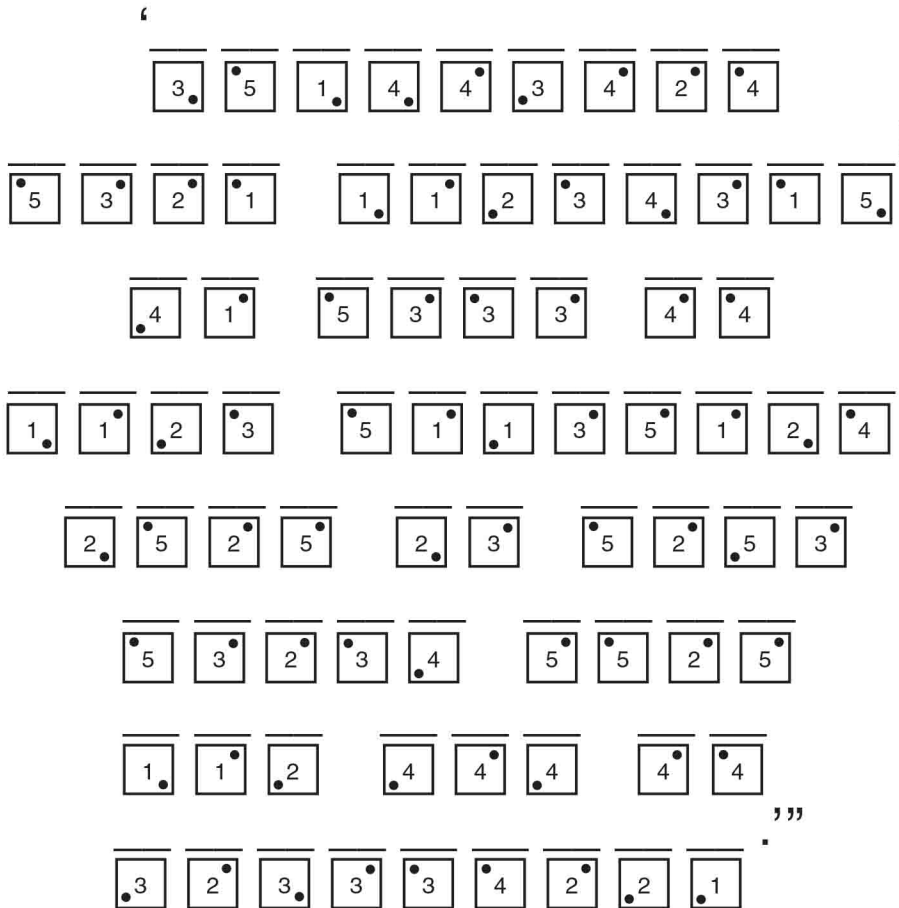 ‘
3 5 1 4 4 3 4 2 4
5 3 2 1 1 1 2 3 4 3 1 5
4 1 5 3 3 3 4 4
1 1 2 3 5 1 1 3 5 1 2 4
2 5 2 5 2 3 5 2 5 3
5 3 2 3 4 5 5 2 5
1 1 2 4 4 4 4 4
3 2 3 3 3 4 2 2 1 .’”